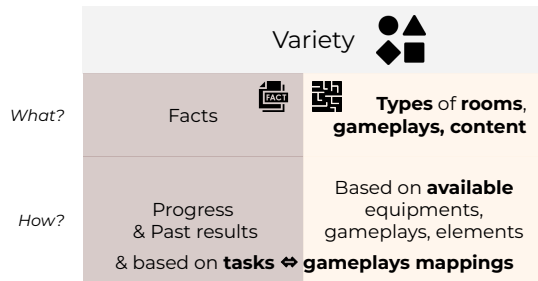 Variety
What?
Facts
FACT
Types of rooms,
gameplays, content
How?
Progress
& Past results
Based on available
equipments,
gameplays, elements
& based on tasks ⇔ gameplays mappings